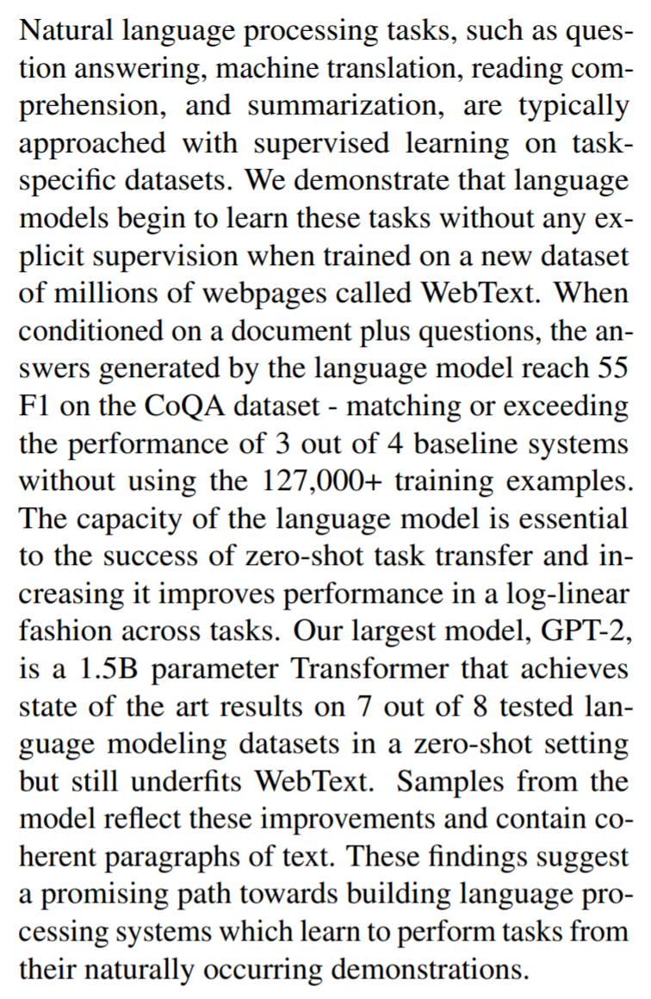 Natural language processing tasks, such as ques-
tion answering, machine translation, reading com-
prehension, and summarization, are typically
approached with supervised learning on task-
specific datasets. We demonstrate that language
models begin to learn these tasks without any ex-
plicit supervision when trained on a new dataset
of millions of webpages called WebText. When
conditioned on a document plus questions, the an-
swers generated by the language model reach 55
F1 on the CoQA dataset - matching or exceeding
the performance of 3 out of 4 baseline systems
without using the 127,000+ training examples.
The capacity of the language model is essential
to the success of zero-shot task transfer and in-
creasing it improves performance in a log-linear
fashion across tasks. Our largest model, GPT-2,
is a 1.5B parameter Transformer that achieves
state of the art results on 7 out of 8 tested lan-
guage modeling datasets in a zero-shot setting
but still underfits WebText. Samples from the
model reflect these improvements and contain co-
herent paragraphs of text. These findings suggest
a promising path towards building language pro-
cessing systems which learn to perform tasks from
their naturally occurring demonstrations.